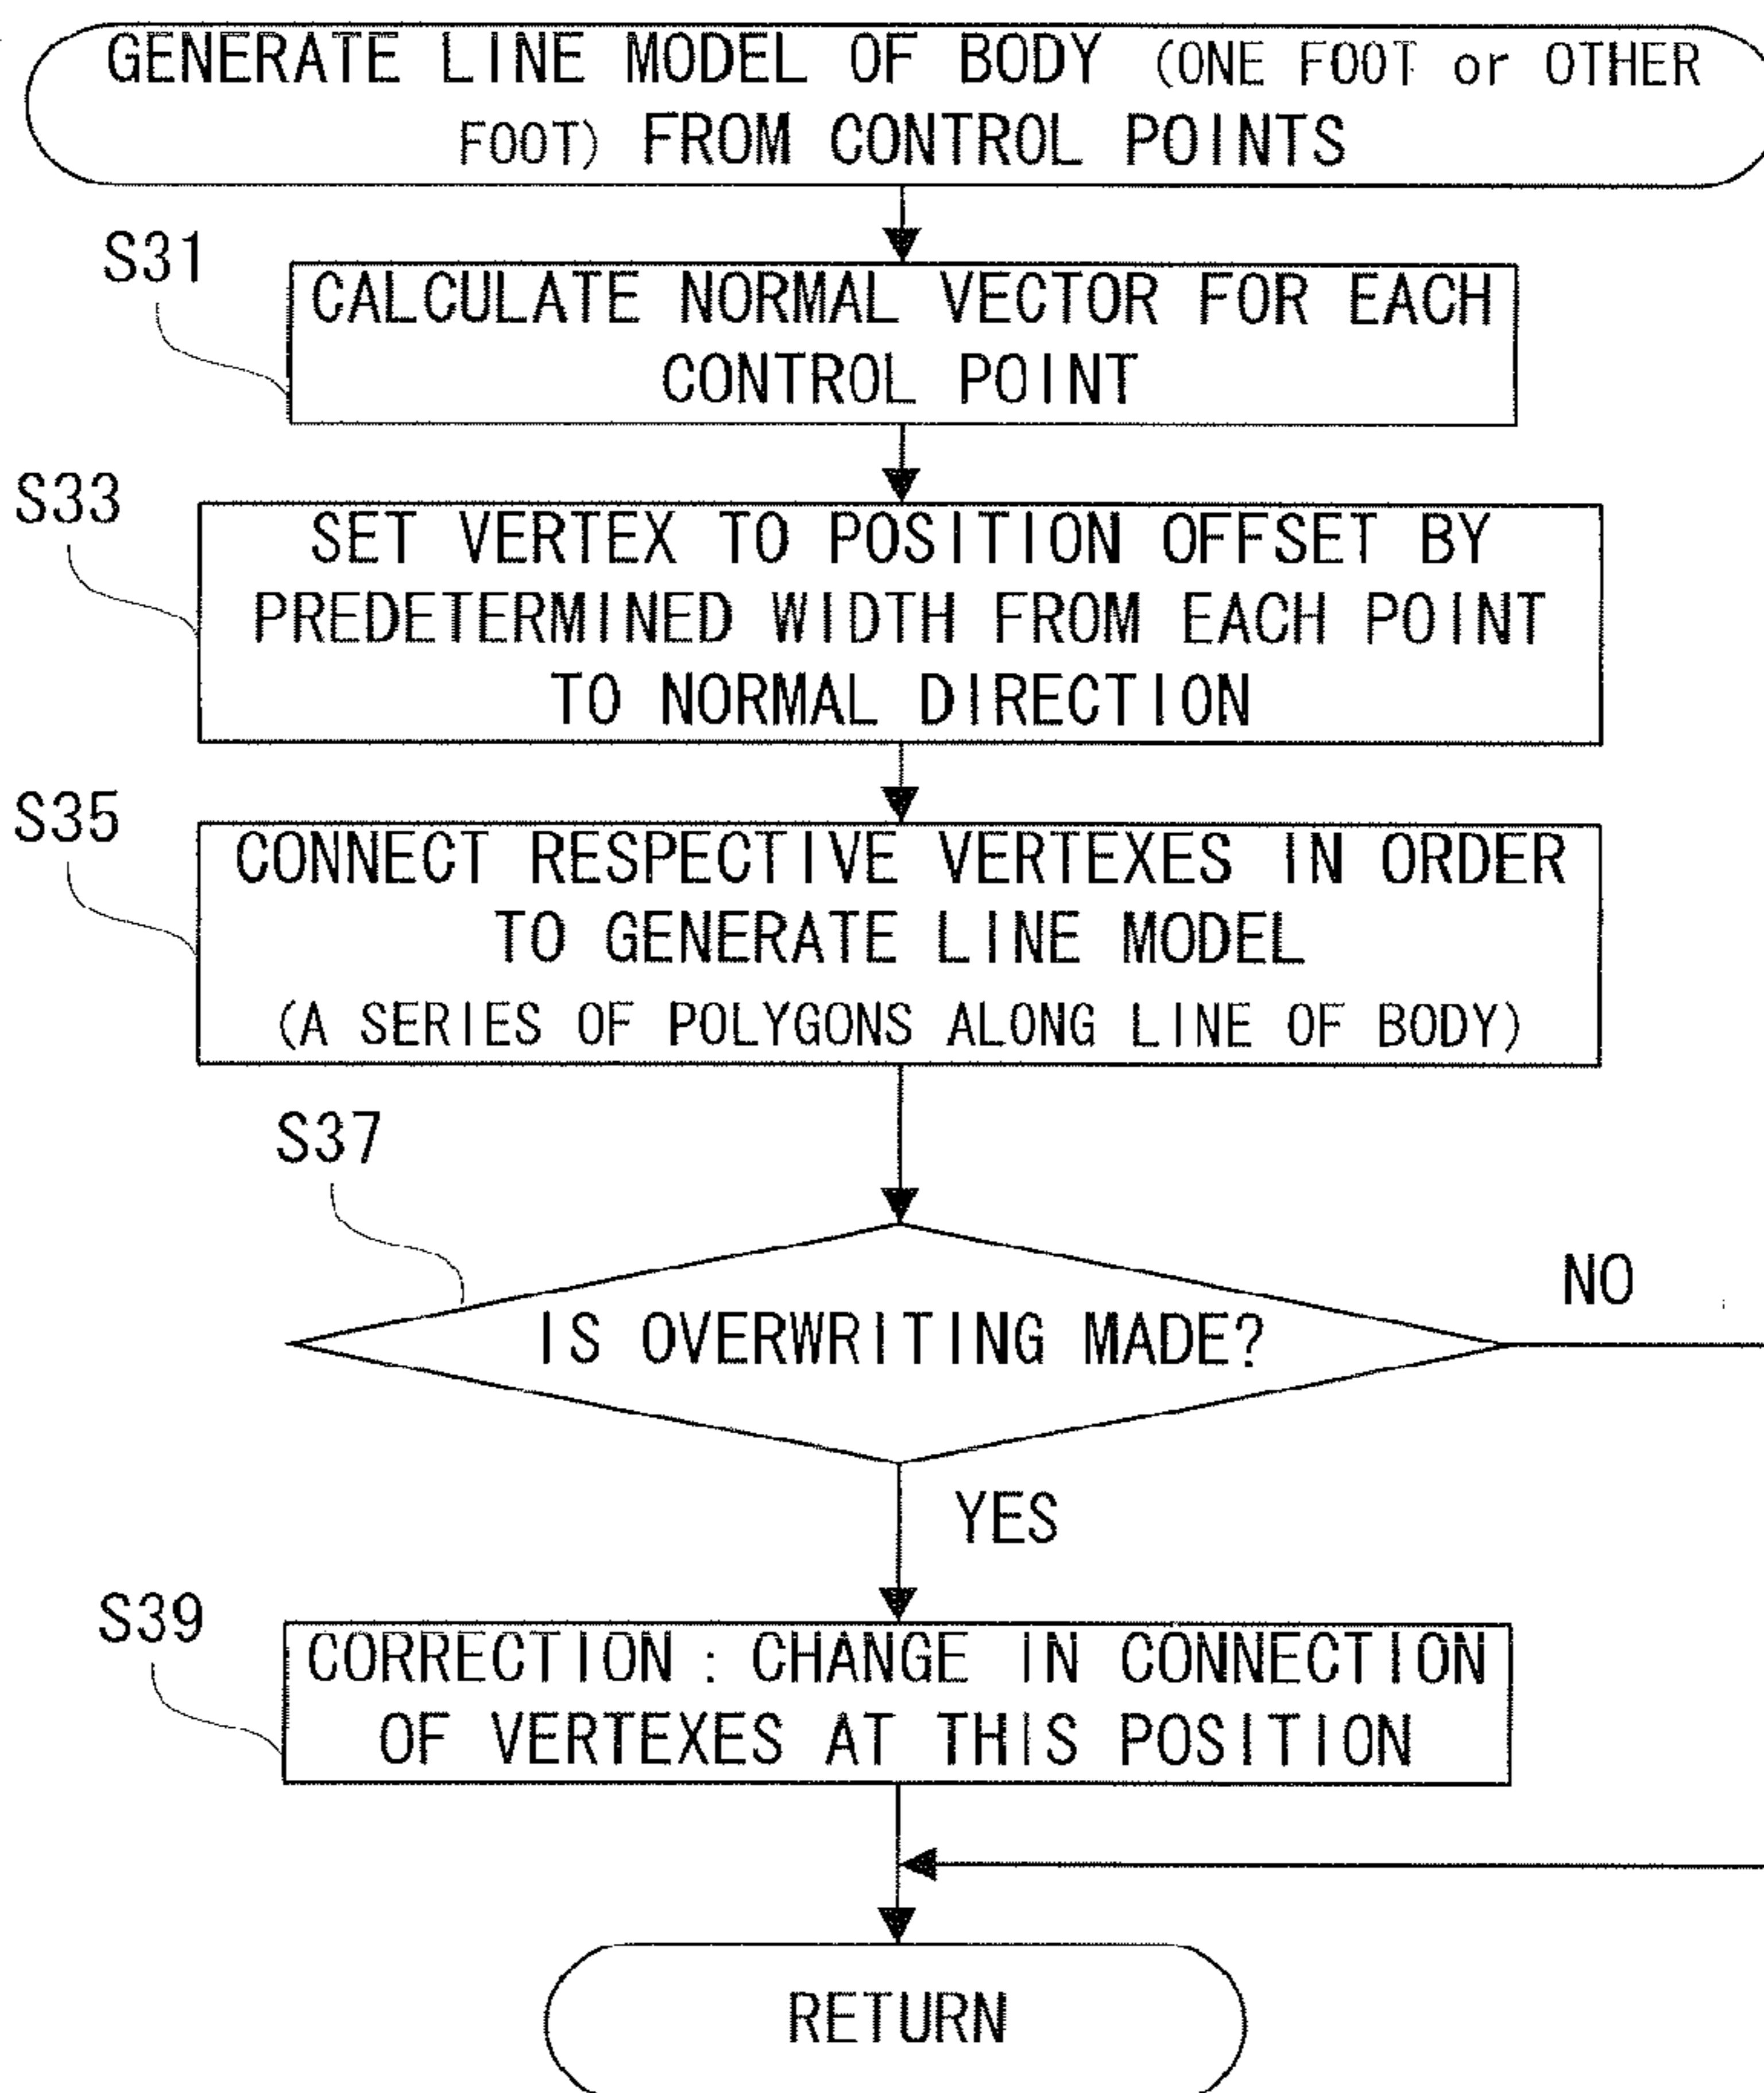 GENERATE LINE MODEL OF BODY (ONE FOOT or OTHER
FOOT) FROM CONTROL POINTS
S31
CALCULATE NORMAL VECTOR FOR EACH
CONTROL POINT
S33
SET VERTEX TO POSITION OFFSET BY
PREDETERMINED WIDTH FROM EACH POINT
TO NORMAL DIRECTION
S35
CONNECT RESPECTIVE VERTEXES IN ORDER
TO GENERATE LINE MODEL
(A SERIES OF POLYGONS ALONG LINE OF BODY)
S37
IS OVERWRITING MADE?
NO
YES
S39
CORRECTION : CHANGE IN CONNECTION
OF VERTEXES AT THIS POSITION
RETURN